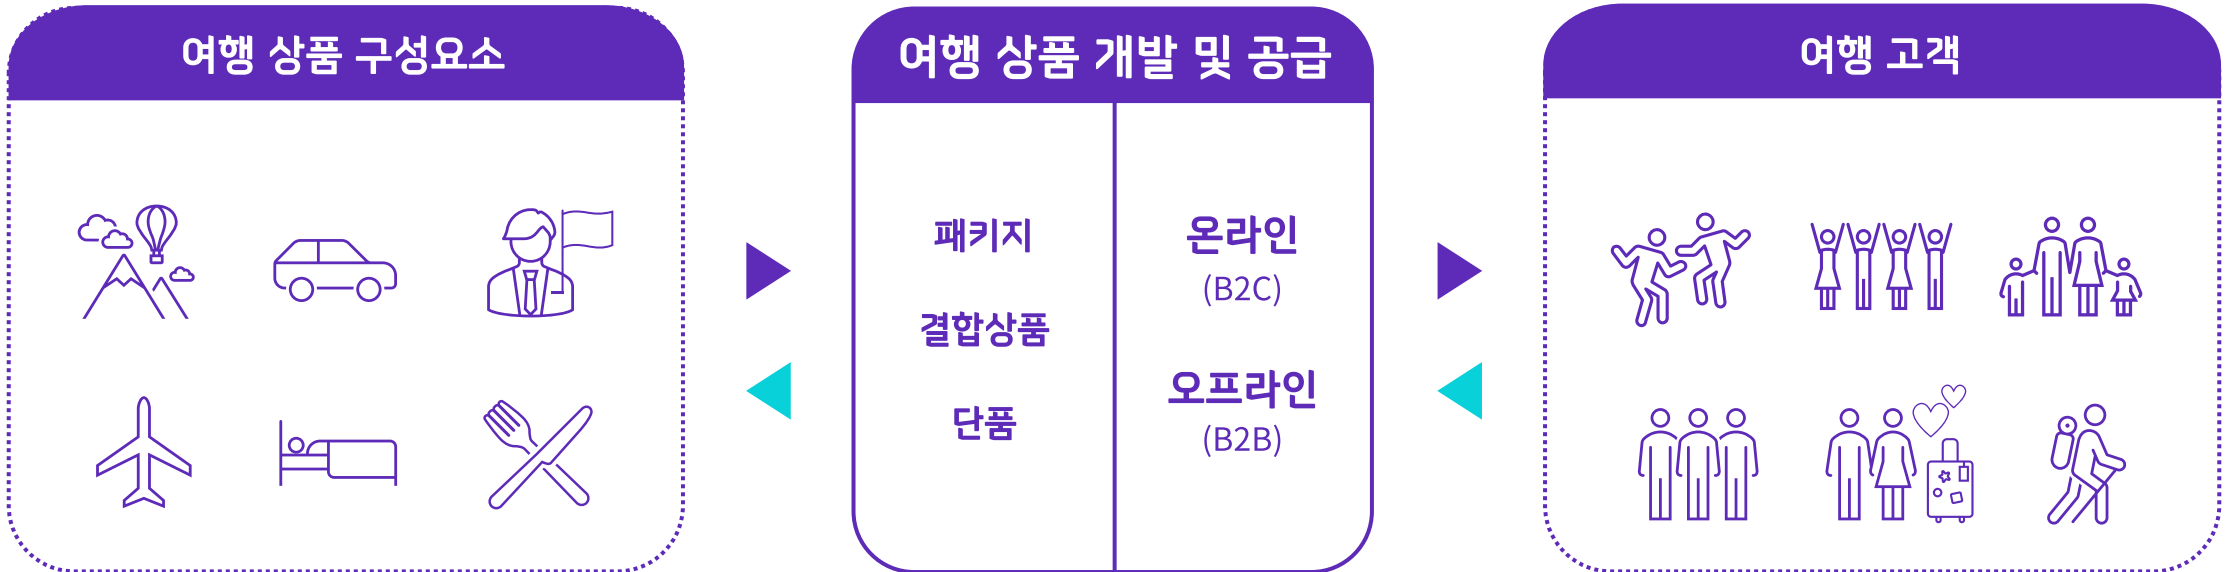 여행 상품 구성요소
여행 상품 개발 및 공급
패키지
결합상품
단품
온라인
(B2C)
오프라인
(B2B)
여행 고객